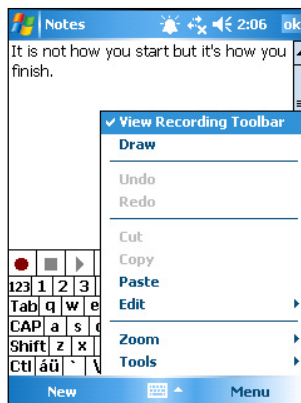 Notes 2:06 ok
It is not how you start but it's how you
finish.
View Recording Toolbar
Draw
Undo
Redo
Cut
Copy
Paste
Edit
Zoom
Tools
123 1 2 3
Tab q w e
CAP a s d
Shift z x
Ctl áü ` \
New Menu